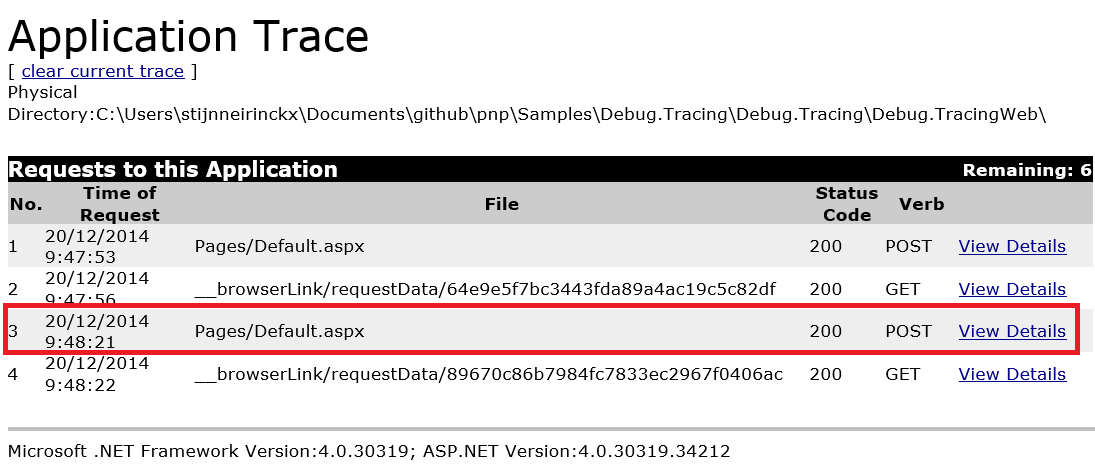 Application Trace
[ clear current trace ]
Physical
Directory:C:\Users\stijnneirinckx\Documents\github\pnp\Samples\Debug.Tracing\Debug.Tracing\Debug.TracingWeb\
Requests to this Application Remaining: 6
No. Time of Request File Status Code Verb
1 20/12/2014 9:47:53 Pages/Default.aspx 200 POST View Details
2 20/12/2014 9:47:56 __browserLink/requestData/64e9e5f7bc3443fda89a4ac19c5c82df 200 GET View Details
3 20/12/2014 9:48:21 Pages/Default.aspx 200 POST View Details
4 20/12/2014 9:48:22 __browserLink/requestData/89670c86b7984fc7833ec2967f0406ac 200 GET View Details
Microsoft .NET Framework Version:4.0.30319; ASP.NET Version:4.0.30319.34212